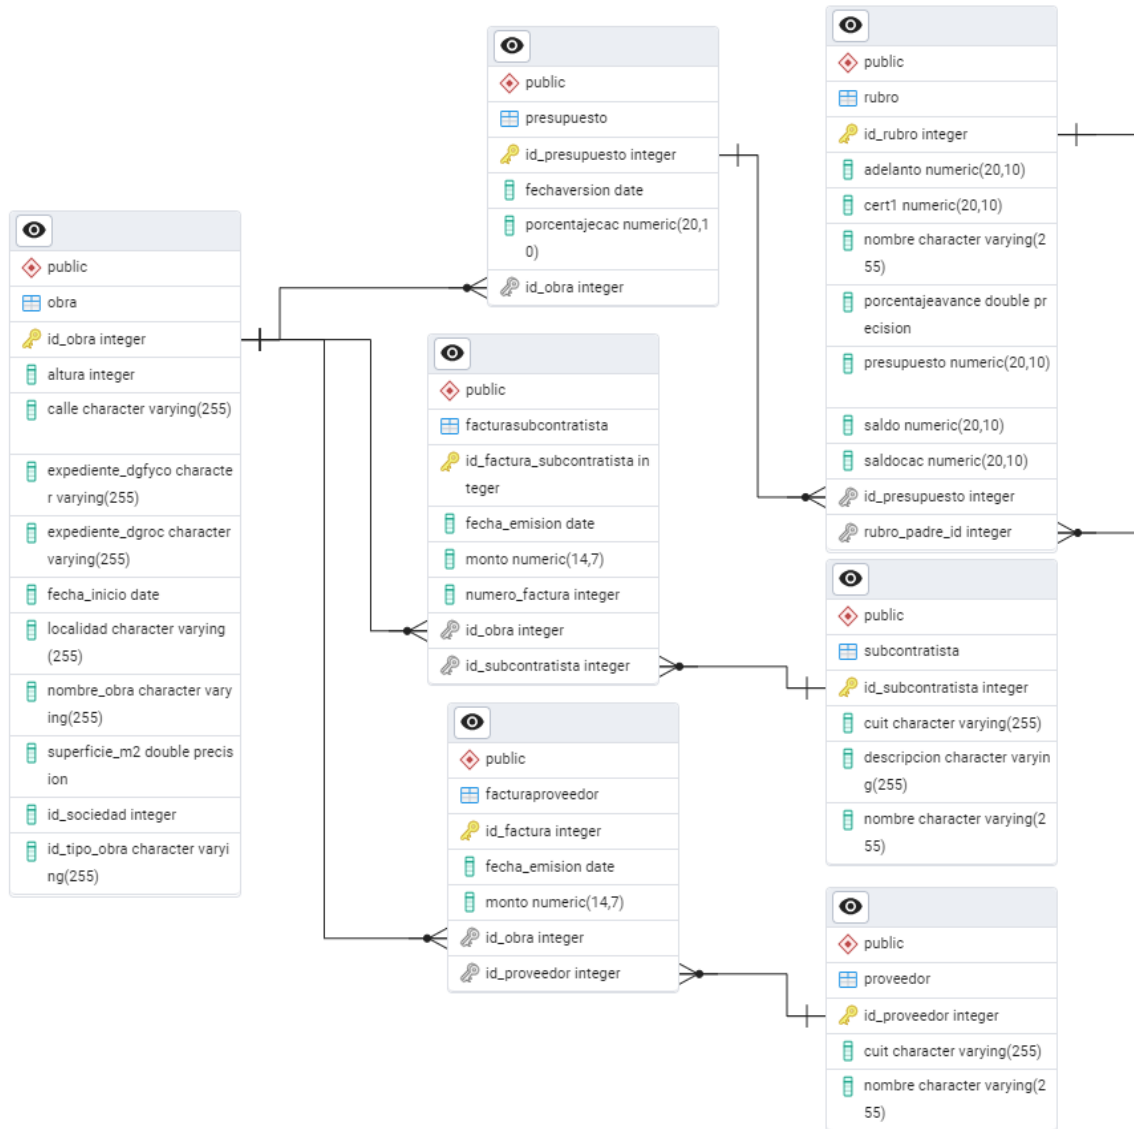 public
obra
id_obra integer
altura integer
calle character varying(255)
expediente_dgfyco characte
r varying(255)
expediente_dgroc character
varying(255)
fecha_inicio date
localidad character varying
(255)
nombre_obra character vary
ing(255)
superficie_m2 double precis
ion
id_sociedad integer
id_tipo_obra character varyi
ng(255)
public
presupuesto
id_presupuesto integer
fechaversion date
porcentajecac numeric(20,1
0)
id_obra integer
public
facturasubcontratista
id_factura_subcontratista in
teger
fecha_emision date
monto numeric(14,7)
numero_factura integer
id_obra integer
id_subcontratista integer
public
facturaproveedor
id_factura integer
fecha_emision date
monto numeric(14,7)
id_obra integer
id_proveedor integer
public
rubro
id_rubro integer
adelanto numeric(20,10)
cert1 numeric(20,10)
nombre character varying(2
55)
porcentajeavance double pr
ecision
presupuesto numeric(20,10)
saldo numeric(20,10)
saldocac numeric(20,10)
id_presupuesto integer
rubro_padre_id integer
public
subcontratista
id_subcontratista integer
cuit character varying(255)
descripcion character varyin
g(255)
nombre character varying(2
55)
public
proveedor
id_proveedor integer
cuit character varying(255)
nombre character varying(2
55)